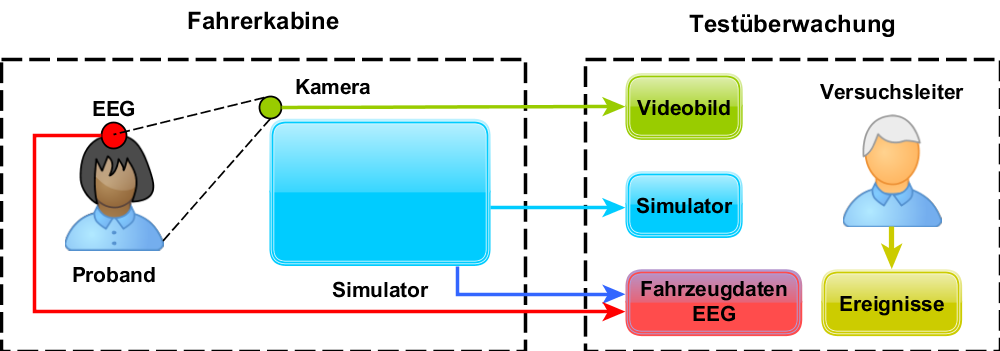 Fahrerkabine
Testüberwachung
Kamera
EEG
Videobild
Versuchsleiter
Simulator
Proband
Simulator
Fahrzeugdaten
EEG
Ereignisse